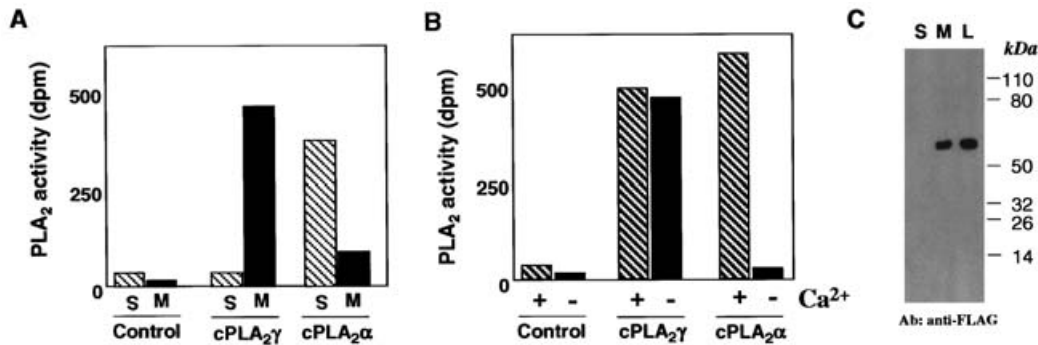 A
PLA2 activity (dpm)
500
250
0
S M S M S M
Control cPLA2γ cPLA2α
B
PLA2 activity (dpm)
500
250
0
+ - + - + - Ca2+
Control cPLA2γ cPLA2α
C
S M L
kDa
110
80
50
32
26
14
Ab: anti-FLAG